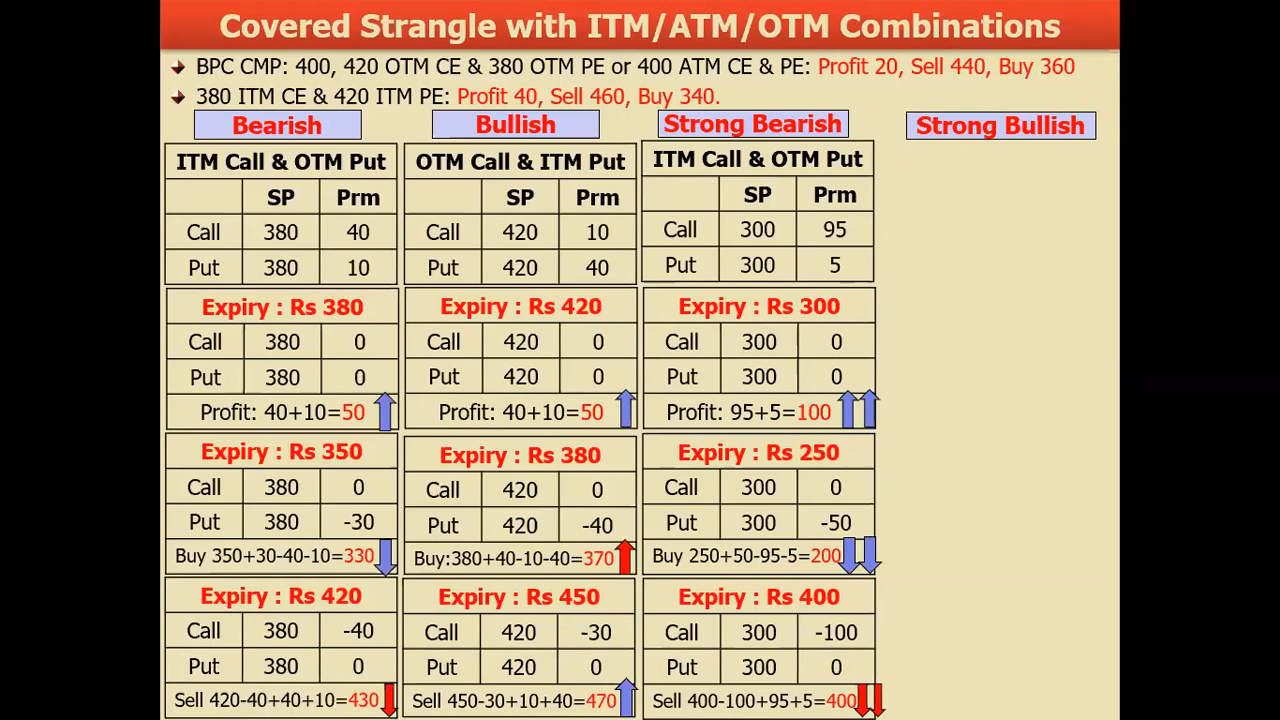 Covered Strangle with ITM/ATM/OTM Combinations
BPC CMP: 400, 420 OTM CE & 380 OTM PE or 400 ATM CE & PE: Profit 20, Sell 440, Buy 360
380 ITM CE & 420 ITM PE: Profit 40, Sell 460, Buy 340.
Bearish
ITM Call & OTM Put
SP Prm
Call 380 40
Put 380 10
Expiry : Rs 380
Call 380 0
Put 380 0
Profit: 40+10=50
Expiry : Rs 350
Call 380 0
Put 380 -30
Buy 350+30-40-10=330
Expiry : Rs 420
Call 380 -40
Put 380 0
Sell 420-40+40+10=430
Bullish
OTM Call & ITM Put
SP Prm
Call 420 10
Put 420 40
Expiry : Rs 420
Call 420 0
Put 420 0
Profit: 40+10=50
Expiry : Rs 380
Call 420 0
Put 420 -40
Buy:380+40-10-40=370
Expiry : Rs 450
Call 420 -30
Put 420 0
Sell 450-30+10+40=470
Strong Bearish
ITM Call & OTM Put
SP Prm
Call 300 95
Put 300 5
Expiry : Rs 300
Call 300 0
Put 300 0
Profit: 95+5=100
Expiry : Rs 250
Call 300 0
Put 300 -50
Buy 250+50-95-5=200
Expiry : Rs 400
Call 300 -100
Put 300 0
Sell 400-100+95+5=400
Strong Bullish